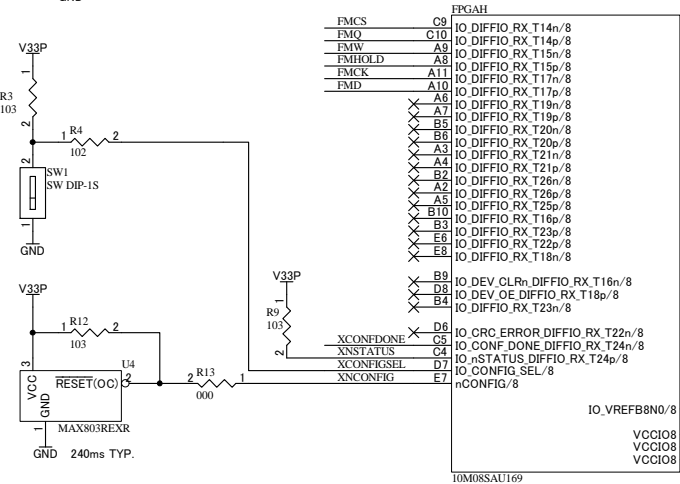 GND
FPGAH
FMCS C9 IO_DIFFIO_RX_T14n/8
FMQ C10 IO_DIFFIO_RX_T14p/8
FMW A9 IO_DIFFIO_RX_T15n/8
FMHOLD A8 IO_DIFFIO_RX_T15p/8
FMCK A11 IO_DIFFIO_RX_T17n/8
FMD A10 IO_DIFFIO_RX_T17p/8
A6 IO_DIFFIO_RX_T19n/8
A7 IO_DIFFIO_RX_T19p/8
B5 IO_DIFFIO_RX_T20n/8
B6 IO_DIFFIO_RX_T20p/8
A3 IO_DIFFIO_RX_T21n/8
A4 IO_DIFFIO_RX_T21p/8
B2 IO_DIFFIO_RX_T26n/8
A2 IO_DIFFIO_RX_T26p/8
A5 IO_DIFFIO_RX_T25p/8
B10 IO_DIFFIO_RX_T16p/8
B3 IO_DIFFIO_RX_T23p/8
E6 IO_DIFFIO_RX_T22p/8
E8 IO_DIFFIO_RX_T18n/8
B9 IO_DEV_CLRn_DIFFIO_RX_T16n/8
D8 IO_DEV_OE_DIFFIO_RX_T18p/8
B4 IO_DIFFIO_RX_T23n/8
D6 IO_CRC_ERROR_DIFFIO_RX_T22n/8
XCONFDONE C5 IO_CONF_DONE_DIFFIO_RX_T24n/8
XNSTATUS C4 IO_nSTATUS_DIFFIO_RX_T24p/8
XCONFIGSEL D7 IO_CONFIG_SEL/8
XNCONFIG E7 nCONFIG/8
IO_VREFB8N0/8
VCCIO8
VCCIO8
VCCIO8
10M08SAU169
V33P
1
R3
103
2
R4
1 2
102
2
SW1
SW DIP-1S
1
GND
V33P
R9
103
1
2
V33P
R12
1 2
103
3
U4
VCC
RESET(OC) 2
GND
1
MAX803REXR
GND
240ms TYP.
R13
2 1
000